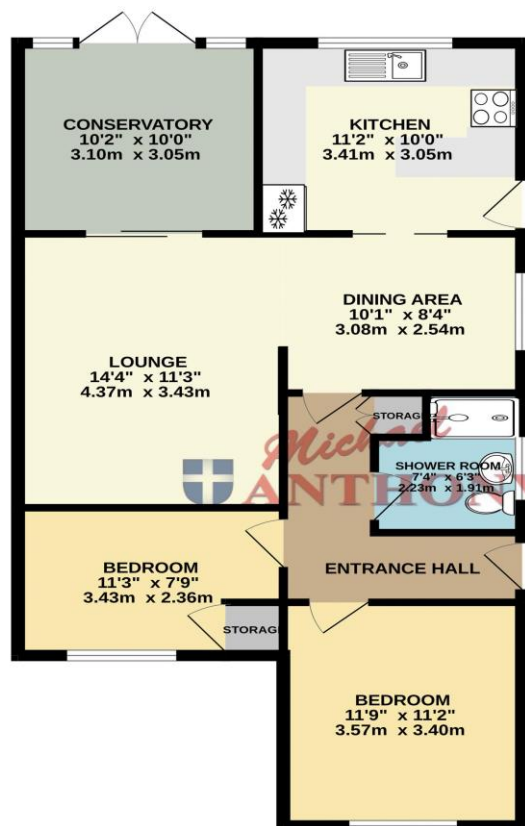 CONSERVATORY
10'2" x 10'0"
3.10m x 3.05m
KITCHEN
11'2" x 10'0"
3.41m x 3.05m
DINING AREA
10'1" x 8'4"
3.08m x 2.54m
LOUNGE
14'4" x 11'3"
4.37m x 3.43m
STORAGE
Michael
ANTHONY
SHOWER ROOM
7'4" x 6'3"
2.23m x 1.91m
BEDROOM
11'3" x 7'9"
3.43m x 2.36m
ENTRANCE HALL
STORAGE
BEDROOM
11'9" x 11'2"
3.57m x 3.40m